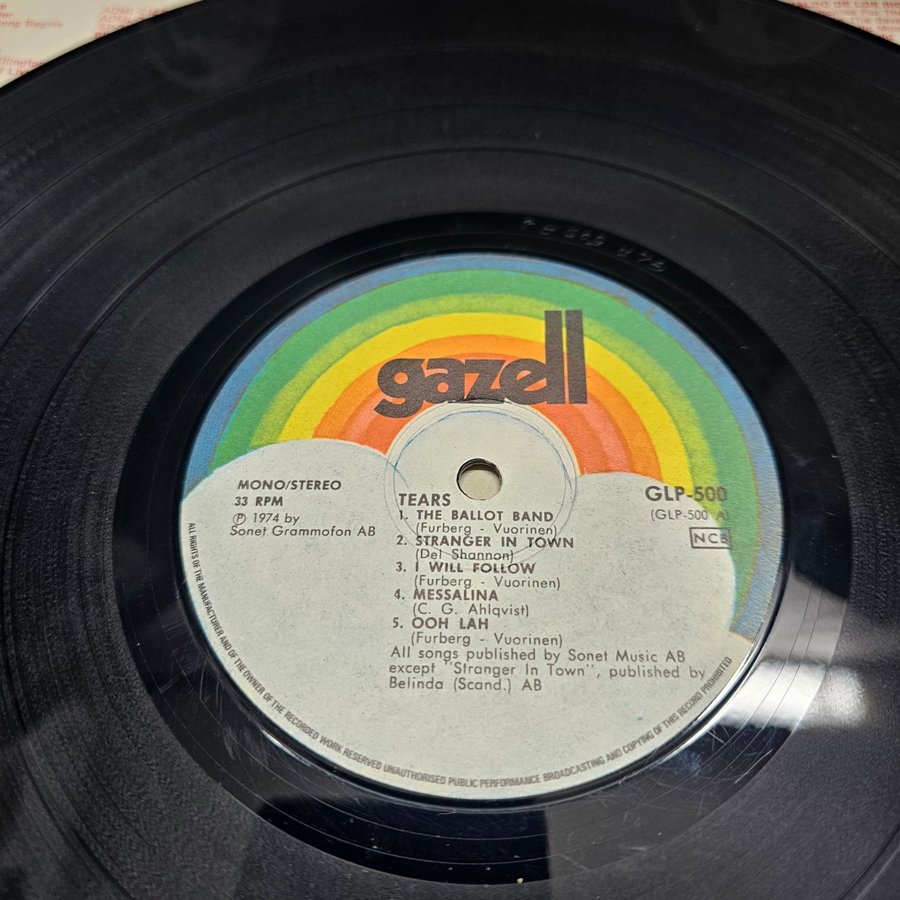 gazell
MONO/STEREO
33 RPM
℗ 1974 by
Sonet Grammofon AB
GLP-500
(GLP-500 A)
NCB
TEARS
1. THE BALLOT BAND
(Furberg - Vuorinen)
2. STRANGER IN TOWN
(Del Shannon)
3. I WILL FOLLOW
(Furberg - Vuorinen)
4. MESSALINA
(C. G. Ahlqvist)
5. OOH LAH
(Furberg - Vuorinen)
All songs published by Sonet Music AB
except "Stranger In Town", published by
Belinda (Scand.) AB
ALL RIGHTS OF THE MANUFACTURER AND OF THE OWNER OF THE RECORDED WORK RESERVED UNAUTHORISED PUBLIC PERFORMANCE BROADCASTING AND COPYING OF THIS RECORD PROHIBITED